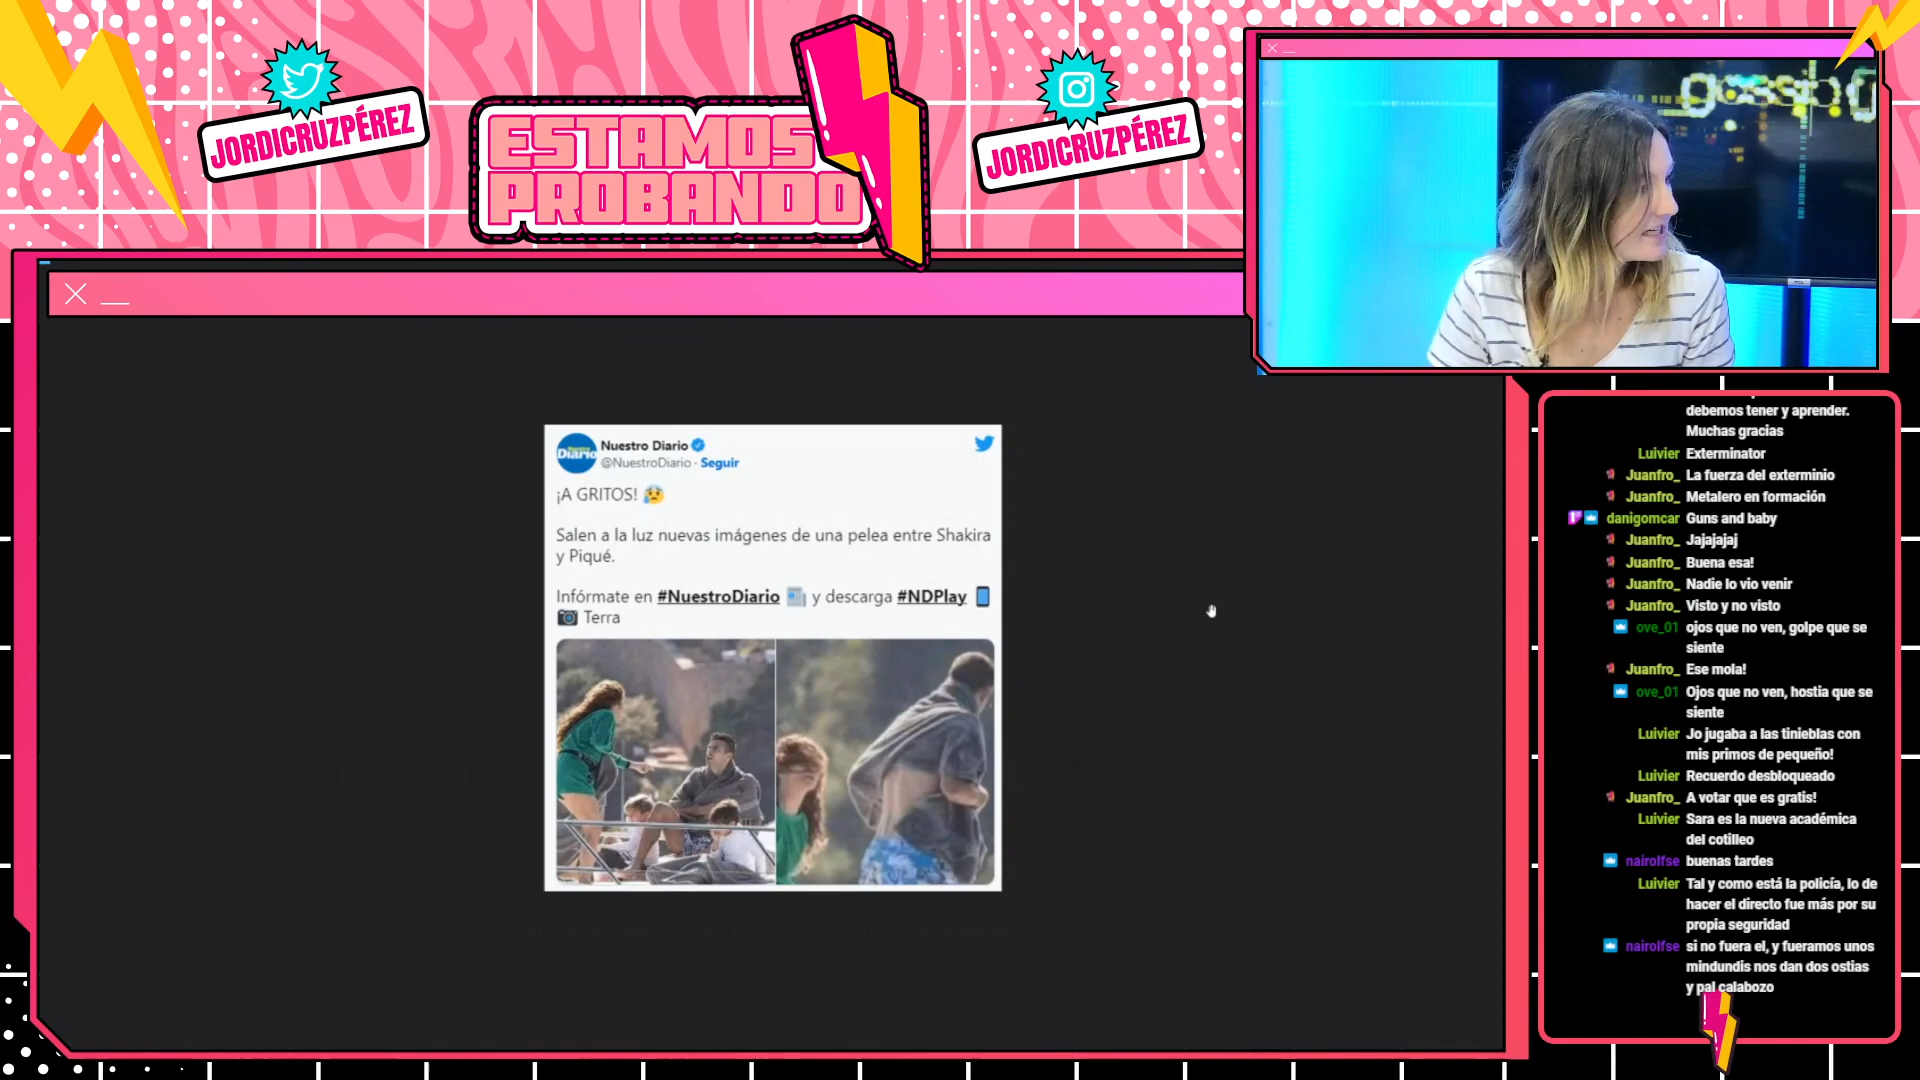 JORDICRUZPÉREZ
ESTAMOS
PROBANDO
JORDICRUZPÉREZ
Nuestro Diario
@NuestroDiario · Seguir
¡A GRITOS! 😰
Salen a la luz nuevas imágenes de una pelea entre Shakira
y Piqué.
Infórmate en #NuestroDiario 📰 y descarga #NDPlay 📱
📷 Terra
debemos tener y aprender.
Muchas gracias
Luivier Exterminator
Juanfro_ La fuerza del exterminio
Juanfro_ Metalero en formación
danigomcar Guns and baby
Juanfro_ Jajajajaj
Juanfro_ Buena esa!
Juanfro_ Nadie lo vio venir
Juanfro_ Visto y no visto
ove_01 ojos que no ven, golpe que se
siente
Juanfro_ Ese mola!
ove_01 Ojos que no ven, hostia que se
siente
Luivier Jo jugaba a las tinieblas con
mis primos de pequeño!
Luivier Recuerdo desbloqueado
Juanfro_ A votar que es gratis!
Luivier Sara es la nueva académica
del cotilleo
nairolfse buenas tardes
Luivier Tal y como está la policía, lo de
hacer el directo fue más por su
propia seguridad
nairolfse si no fuera el, y fueramos unos
mindundis nos dan dos ostias
y pal calabozo